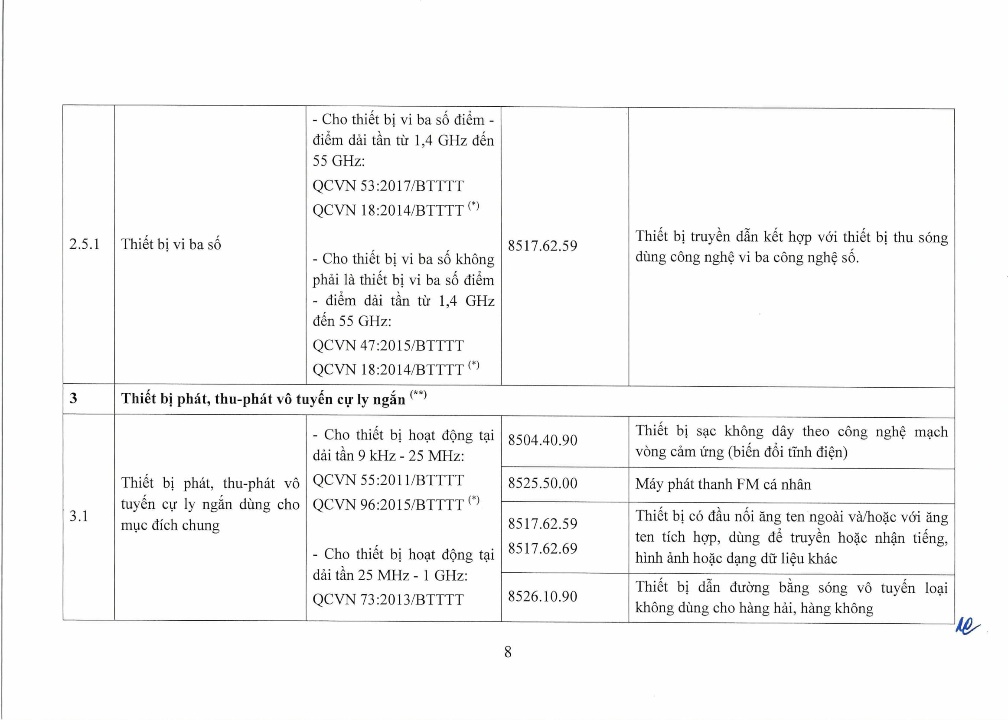 2.5.1
Thiết bị vi ba số
- Cho thiết bị vi ba số điểm -
điểm dải tần từ 1,4 GHz đến
55 GHz:
QCVN 53:2017/BTTTT
QCVN 18:2014/BTTTT (*)
- Cho thiết bị vi ba số không
phải là thiết bị vi ba số điểm
- điểm dải tần từ 1,4 GHz
đến 55 GHz:
QCVN 47:2015/BTTTT
QCVN 18:2014/BTTTT (*)
8517.62.59
Thiết bị truyền dẫn kết hợp với thiết bị thu sóng
dùng công nghệ vi ba công nghệ số.
3
Thiết bị phát, thu-phát vô tuyến cự ly ngắn (**)
3.1
Thiết bị phát, thu-phát vô
tuyến cự ly ngắn dùng cho
mục đích chung
- Cho thiết bị hoạt động tại
dải tần 9 kHz - 25 MHz:
QCVN 55:2011/BTTTT
QCVN 96:2015/BTTTT (*)
- Cho thiết bị hoạt động tại
dải tần 25 MHz - 1 GHz:
QCVN 73:2013/BTTTT
8504.40.90
Thiết bị sạc không dây theo công nghệ mạch
vòng cảm ứng (biến đổi tĩnh điện)
8525.50.00
Máy phát thanh FM cá nhân
8517.62.59
8517.62.69
Thiết bị có đầu nối ăng ten ngoài và/hoặc với ăng
ten tích hợp, dùng để truyền hoặc nhận tiếng,
hình ảnh hoặc dạng dữ liệu khác
8526.10.90
Thiết bị dẫn đường bằng sóng vô tuyến loại
không dùng cho hàng hải, hàng không
8